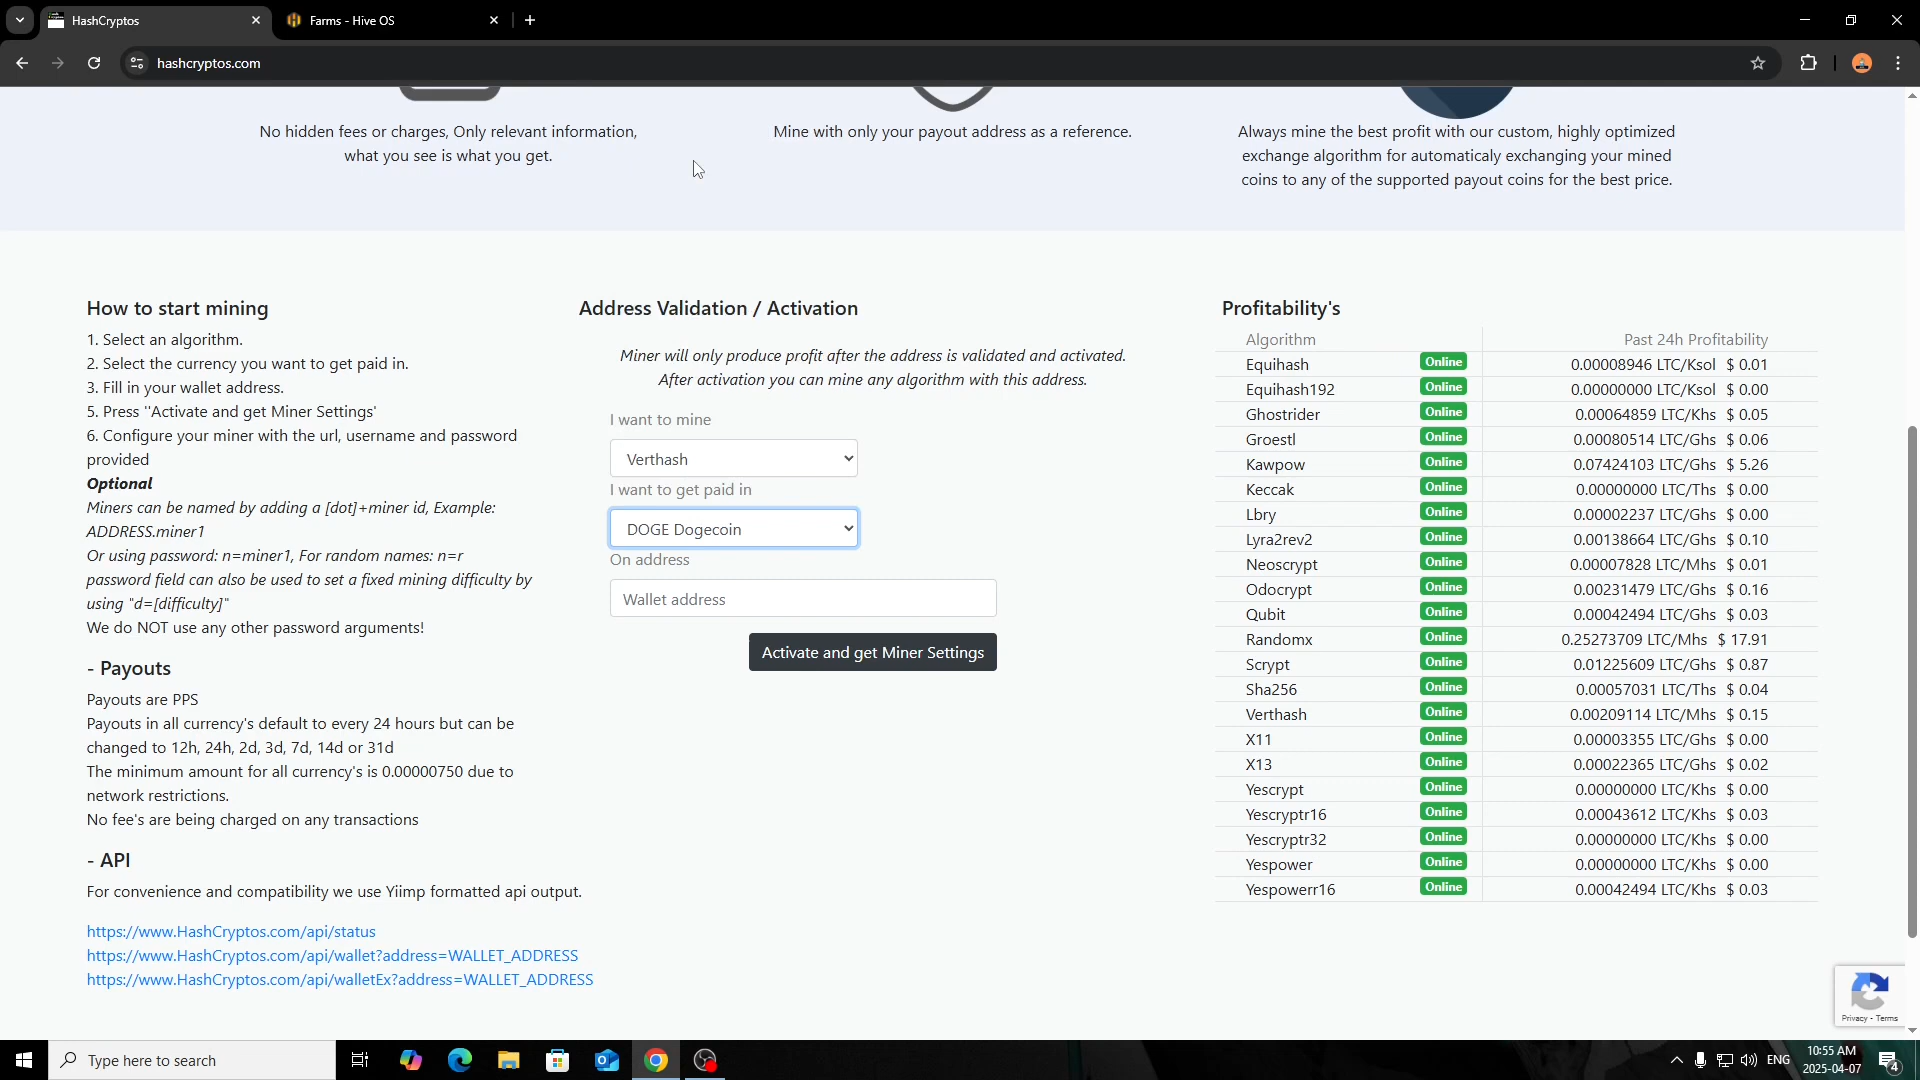 HashCryptos
Farms - Hive OS
hashcryptos.com
No hidden fees or charges, Only relevant information,
what you see is what you get.
Mine with only your payout address as a reference.
Always mine the best profit with our custom, highly optimized
exchange algorithm for automaticaly exchanging your mined
coins to any of the supported payout coins for the best price.
How to start mining
1. Select an algorithm.
2. Select the currency you want to get paid in.
3. Fill in your wallet address.
5. Press ''Activate and get Miner Settings'
6. Configure your miner with the url, username and password
provided
Optional
Miners can be named by adding a [dot]+miner id, Example:
ADDRESS.miner1
Or using password: n=miner1, For random names: n=r
password field can also be used to set a fixed mining difficulty by
using "d=[difficulty]"
We do NOT use any other password arguments!
- Payouts
Payouts are PPS
Payouts in all currency's default to every 24 hours but can be
changed to 12h, 24h, 2d, 3d, 7d, 14d or 31d
The minimum amount for all currency's is 0.00000750 due to
network restrictions.
No fee's are being charged on any transactions
- API
For convenience and compatibility we use Yiimp formatted api output.
https://www.HashCryptos.com/api/status
https://www.HashCryptos.com/api/wallet?address=WALLET_ADDRESS
https://www.HashCryptos.com/api/walletEx?address=WALLET_ADDRESS
Address Validation / Activation
Miner will only produce profit after the address is validated and activated.
After activation you can mine any algorithm with this address.
I want to mine
Verthash
I want to get paid in
DOGE Dogecoin
On address
Wallet address
Activate and get Miner Settings
Profitability's
Algorithm Past 24h Profitability
Equihash Online 0.00008946 LTC/Ksol $ 0.01
Equihash192 Online 0.00000000 LTC/Ksol $ 0.00
Ghostrider Online 0.00064859 LTC/Khs $ 0.05
Groestl Online 0.00080514 LTC/Ghs $ 0.06
Kawpow Online 0.07424103 LTC/Ghs $ 5.26
Keccak Online 0.00000000 LTC/Ths $ 0.00
Lbry Online 0.00002237 LTC/Ghs $ 0.00
Lyra2rev2 Online 0.00138664 LTC/Ghs $ 0.10
Neoscrypt Online 0.00007828 LTC/Mhs $ 0.01
Odocrypt Online 0.00231479 LTC/Ghs $ 0.16
Qubit Online 0.00042494 LTC/Ghs $ 0.03
Randomx Online 0.25273709 LTC/Mhs $ 17.91
Scrypt Online 0.01225609 LTC/Ghs $ 0.87
Sha256 Online 0.00057031 LTC/Ths $ 0.04
Verthash Online 0.00209114 LTC/Mhs $ 0.15
X11 Online 0.00003355 LTC/Ghs $ 0.00
X13 Online 0.00022365 LTC/Ghs $ 0.02
Yescrypt Online 0.00000000 LTC/Khs $ 0.00
Yescryptr16 Online 0.00043612 LTC/Khs $ 0.03
Yescryptr32 Online 0.00000000 LTC/Khs $ 0.00
Yespower Online 0.00000000 LTC/Khs $ 0.00
Yespowerr16 Online 0.00042494 LTC/Khs $ 0.03
Privacy - Terms
Type here to search
ENG
10:55 AM
2025-04-07
4